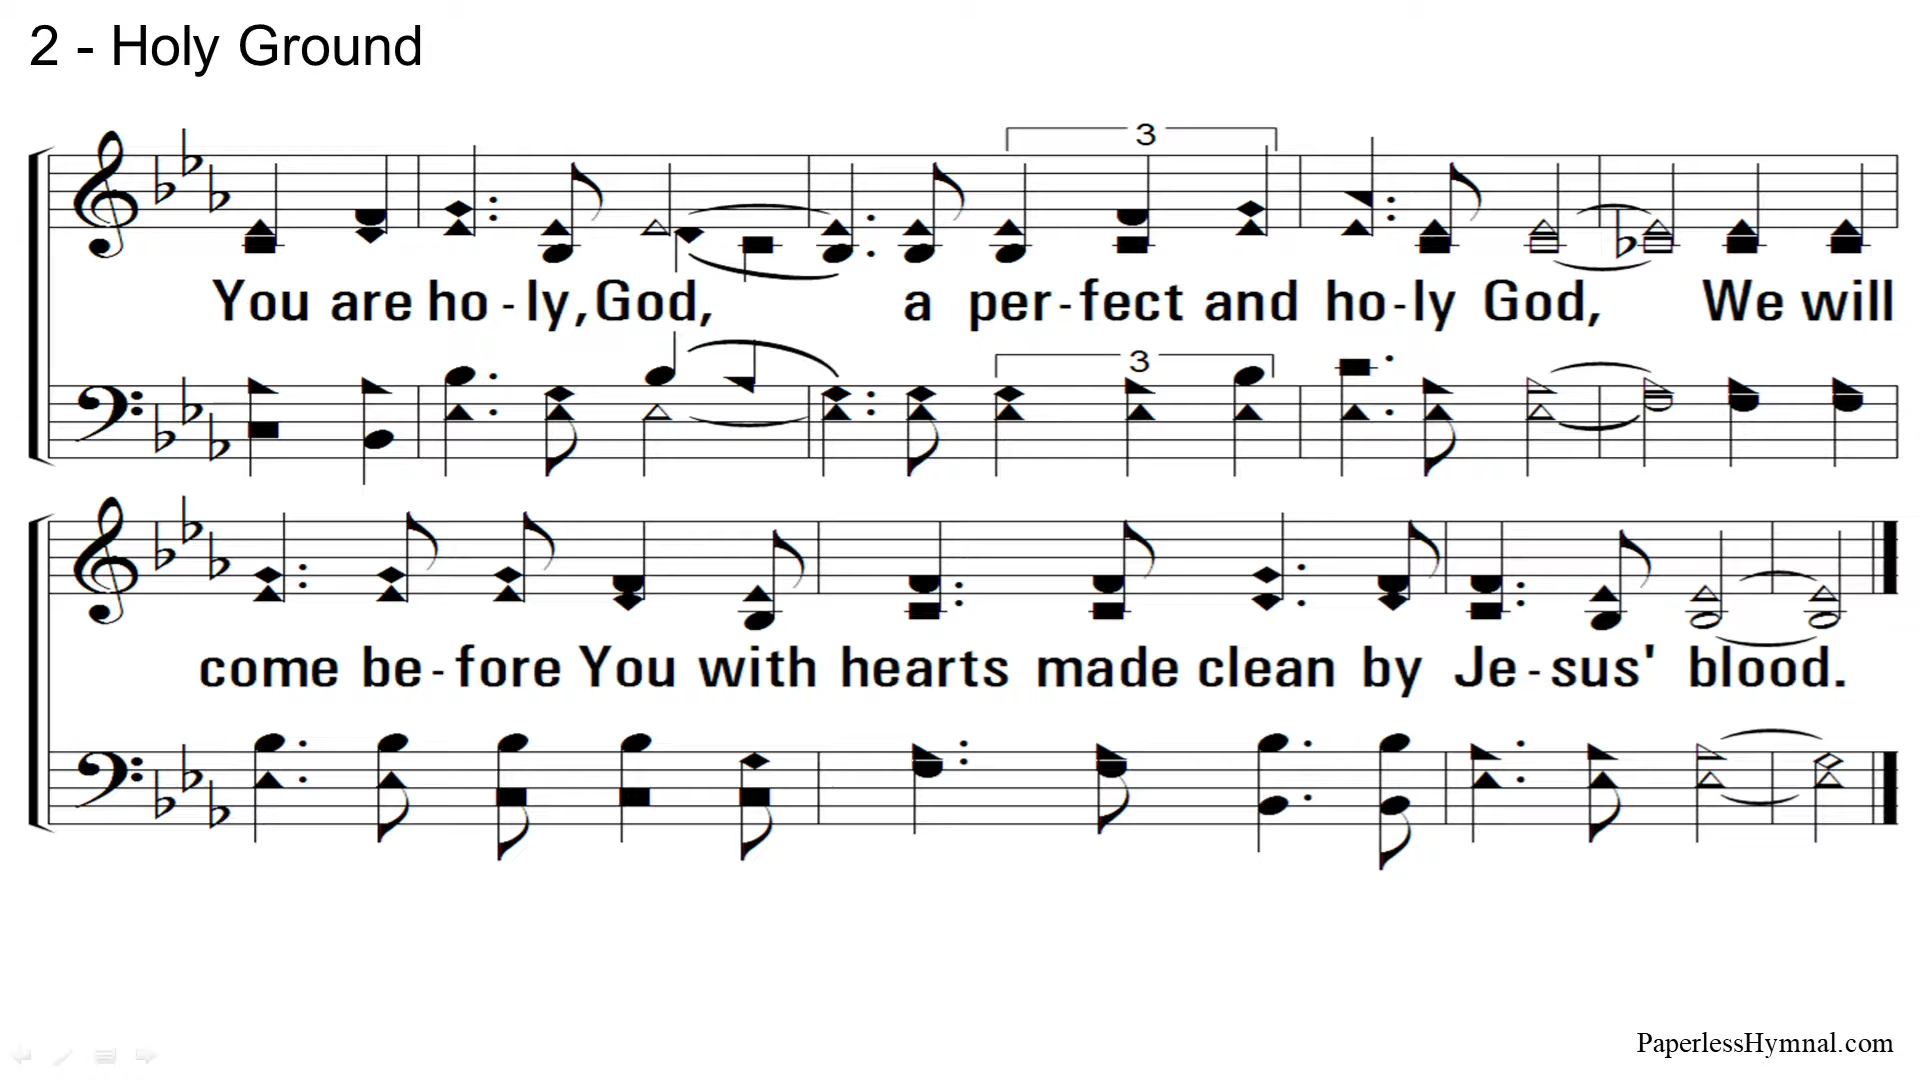 2 - Holy Ground
3
You are ho - ly, God, a per - fect and ho - ly God, We will
3
come be - fore You with hearts made clean by Je - sus' blood.
PaperlessHymnal.com